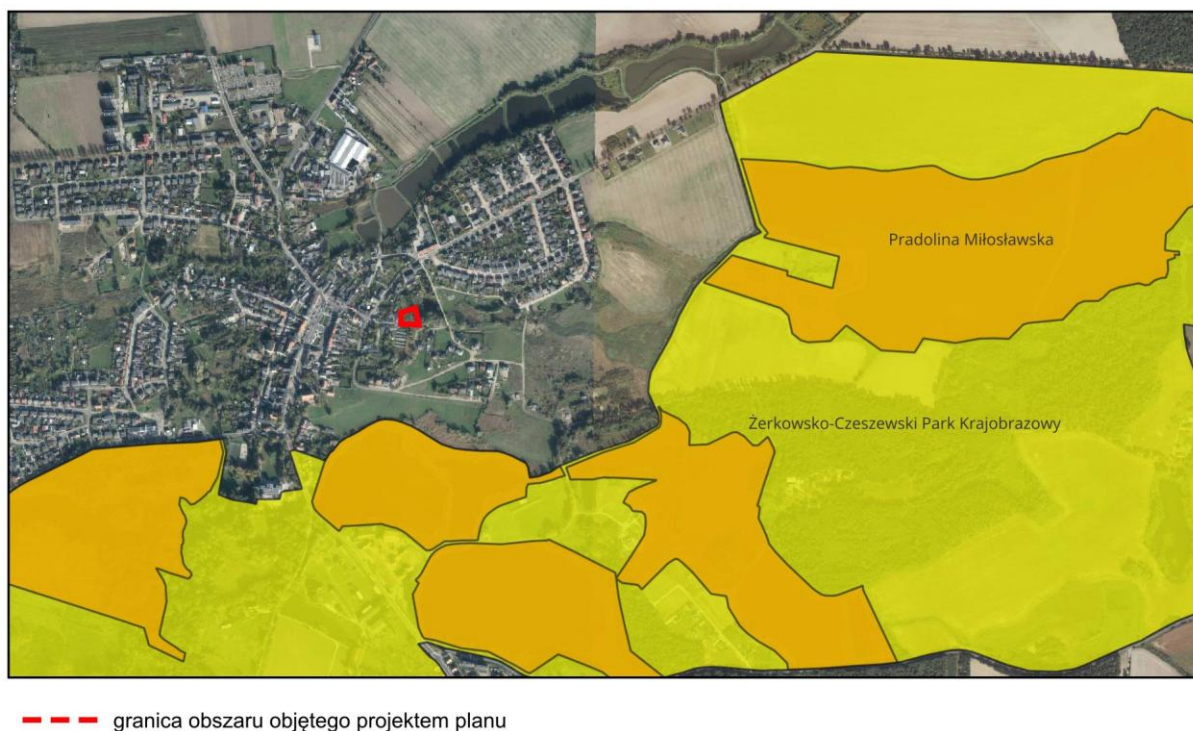 Pradolina Miłosławska
Żerkowsko-Czeszewski Park Krajobrazowy
granica obszaru objętego projektem planu